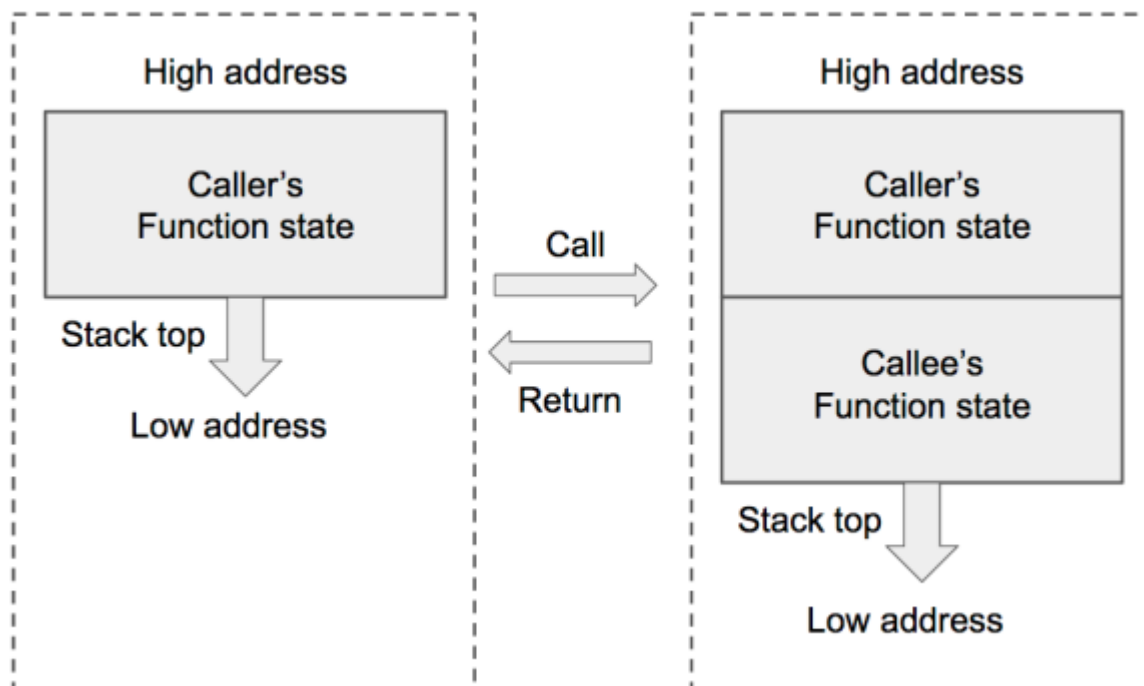 High address
Caller’s
Function state
Stack top
Low address
Call
Return
High address
Caller’s
Function state
Callee’s
Function state
Stack top
Low address